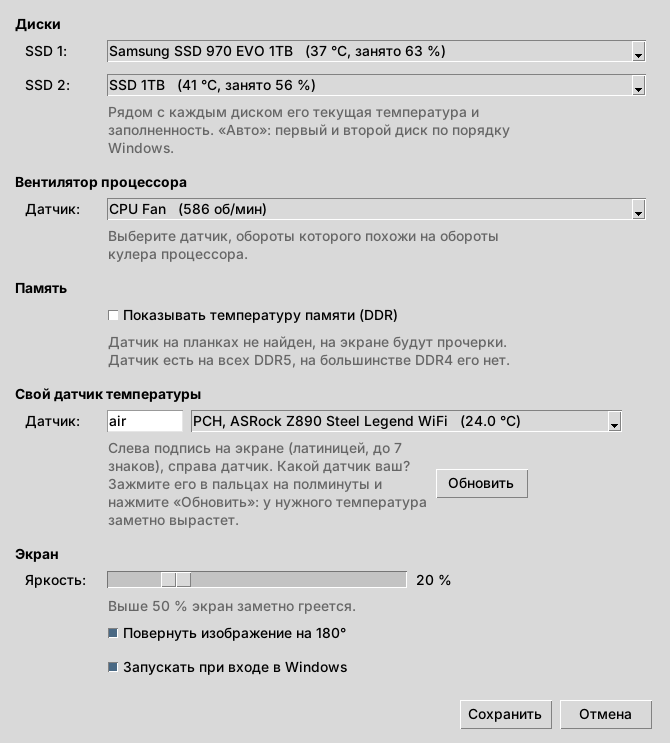 Диски
SSD 1: Samsung SSD 970 EVO 1TB (37 °C, занято 63 %)
SSD 2: SSD 1TB (41 °C, занято 56 %)
Рядом с каждым диском его текущая температура и
заполненность. «Авто»: первый и второй диск по порядку
Windows.
Вентилятор процессора
Датчик: CPU Fan (586 об/мин)
Выберите датчик, обороты которого похожи на обороты
кулера процессора.
Память
Показывать температуру памяти (DDR)
Датчик на планках не найден, на экране будут прочерки.
Датчик есть на всех DDR5, на большинстве DDR4 его нет.
Свой датчик температуры
Датчик: air PCH, ASRock Z890 Steel Legend WiFi (24.0 °C)
Слева подпись на экране (латиницей, до 7
знаков), справа датчик. Какой датчик ваш?
Зажмите его в пальцах на полминуты и
нажмите «Обновить»: у нужного температура
заметно вырастет.
Обновить
Экран
Яркость: 20 %
Выше 50 % экран заметно греется.
Повернуть изображение на 180°
Запускать при входе в Windows
Сохранить Отмена